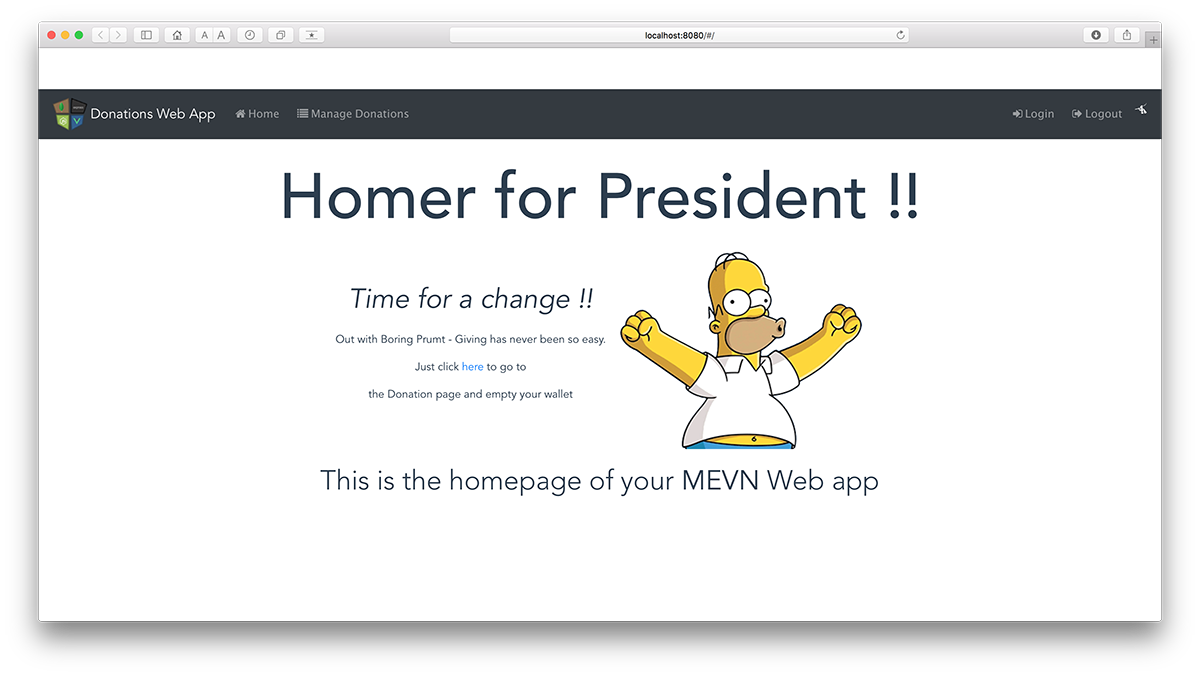 A A
localhost:8080/#/
Donations Web App Home Manage Donations Login Logout
Homer for President !!
Time for a change !!
Out with Boring Prumt - Giving has never been so easy.
Just click here to go to
the Donation page and empty your wallet
This is the homepage of your MEVN Web app